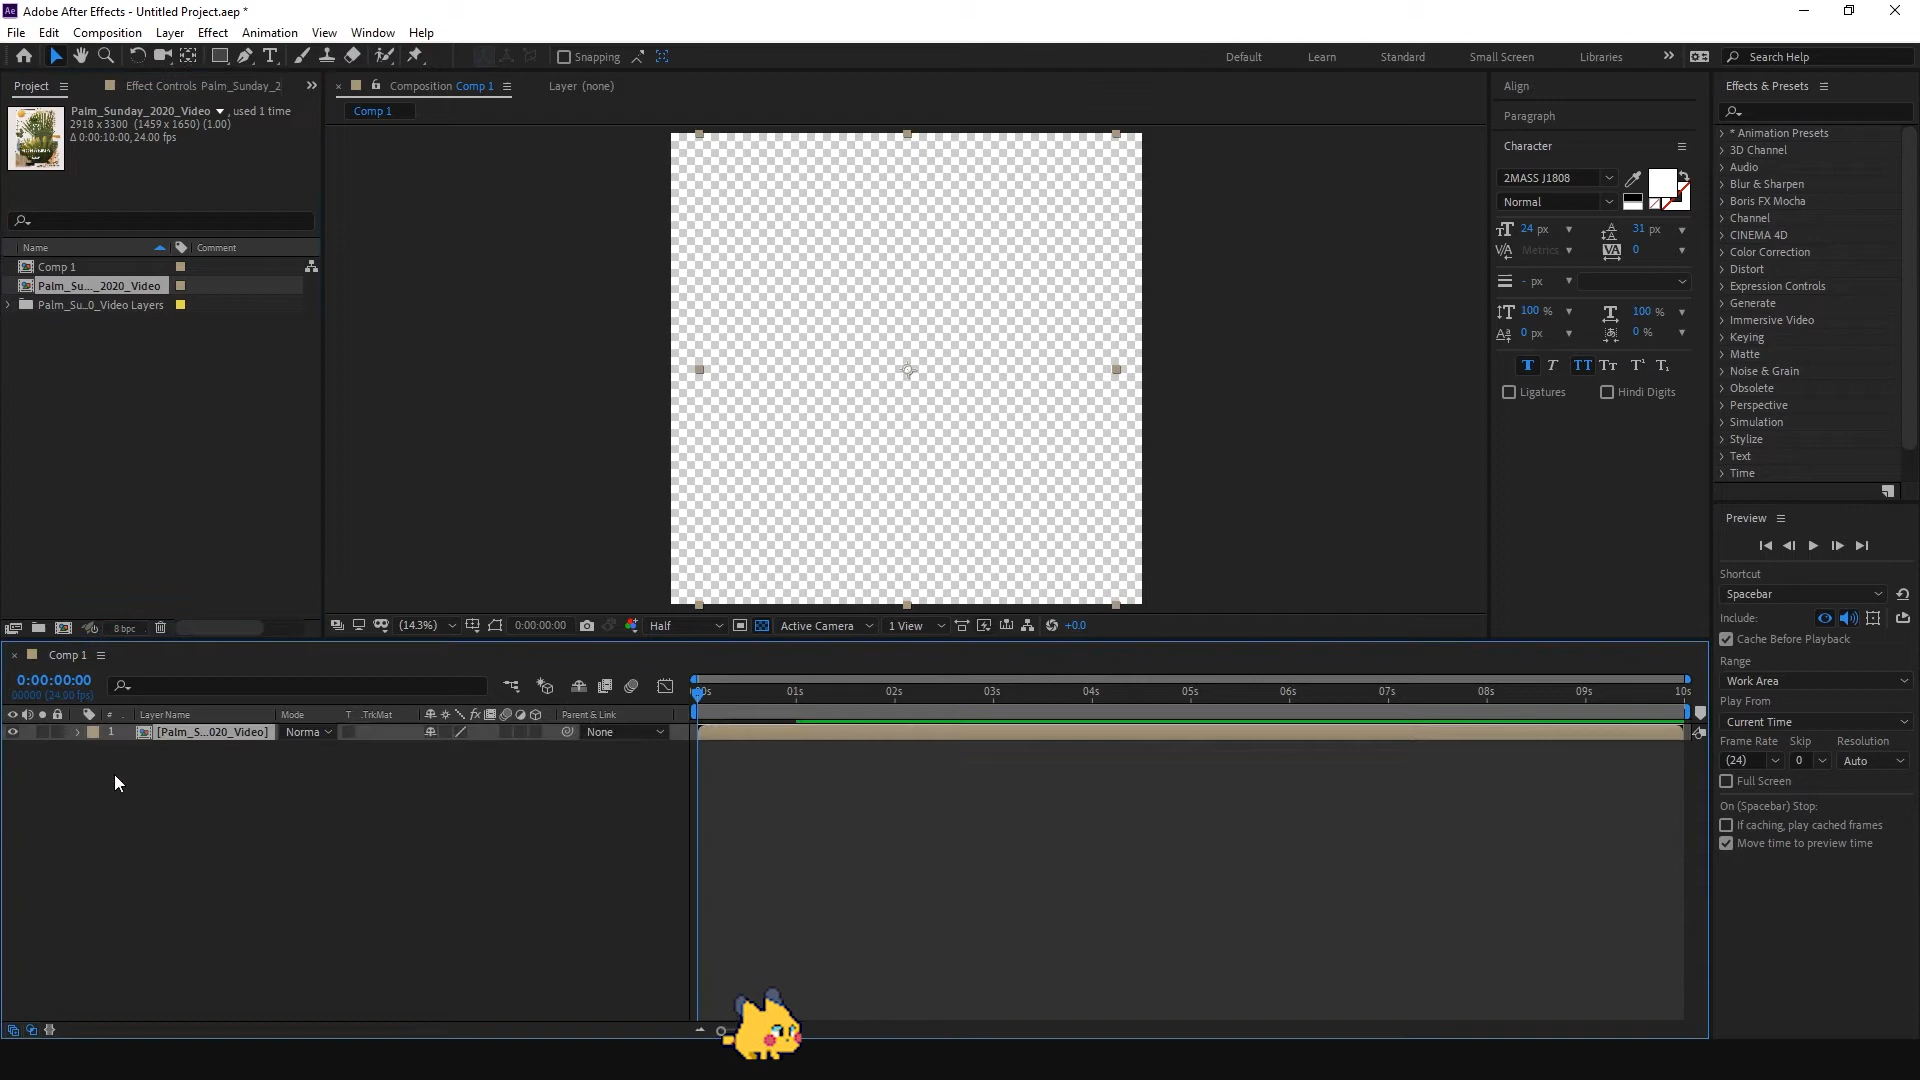 Adobe After Effects - Untitled Project.aep *
File Edit Composition Layer Effect Animation View Window Help
Snapping
Default Learn Standard Small Screen Libraries Search Help
Project Effect Controls Palm_Sunday_2
Palm_Sunday_2020_Video , used 1 time
2918 x 3300 (1459 x 1650) (1.00)
Δ 0:00:10:00, 24.00 fps
Name Comment
Comp 1
Palm_Su..._2020_Video
Palm_Su...0_Video Layers
8 bpc
Composition Comp 1 Layer (none)
Comp 1
(14.3%) 0:00:00:00 Half Active Camera 1 View +0.0
Align
Paragraph
Character
2MASS J1808
Normal
24 px 31 px
Metrics 0
- px
100 % 100 %
0 px 0 %
T T TT Tt T¹ T₁
Ligatures Hindi Digits
Effects & Presets
* Animation Presets
3D Channel
Audio
Blur & Sharpen
Boris FX Mocha
Channel
CINEMA 4D
Color Correction
Distort
Expression Controls
Generate
Immersive Video
Keying
Matte
Noise & Grain
Obsolete
Perspective
Simulation
Stylize
Text
Time
Preview
Shortcut
Spacebar
Include:
Cache Before Playback
Range
Work Area
Play From
Current Time
Frame Rate Skip Resolution
(24) 0 Auto
Full Screen
On (Spacebar) Stop:
If caching, play cached frames
Move time to preview time
Comp 1
0:00:00:00
00000 (24.00 fps)
01s 02s 03s 04s 05s 06s 07s 08s 09s 10s
# Layer Name Mode T .TrkMat Parent & Link
1 [Palm_S...020_Video] Norma None